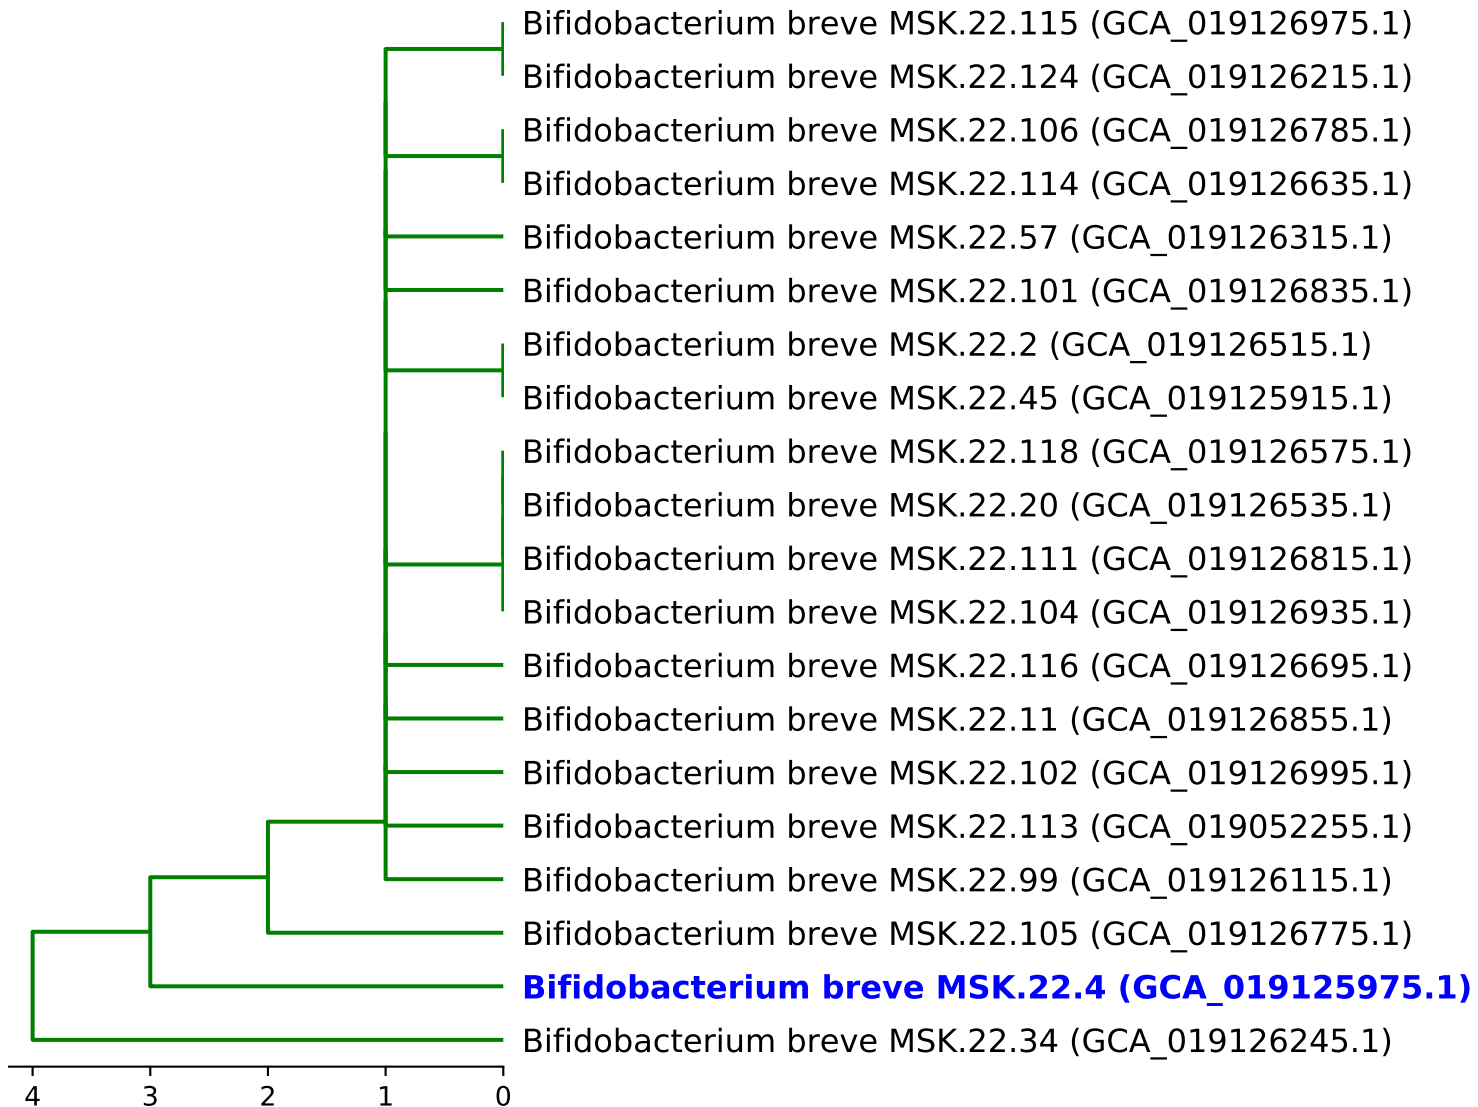 Bifidobacterium breve MSK.22.115 (GCA_019126975.1)
Bifidobacterium breve MSK.22.124 (GCA_019126215.1)
Bifidobacterium breve MSK.22.106 (GCA_019126785.1)
Bifidobacterium breve MSK.22.114 (GCA_019126635.1)
Bifidobacterium breve MSK.22.57 (GCA_019126315.1)
Bifidobacterium breve MSK.22.101 (GCA_019126835.1)
Bifidobacterium breve MSK.22.2 (GCA_019126515.1)
Bifidobacterium breve MSK.22.45 (GCA_019125915.1)
Bifidobacterium breve MSK.22.118 (GCA_019126575.1)
Bifidobacterium breve MSK.22.20 (GCA_019126535.1)
Bifidobacterium breve MSK.22.111 (GCA_019126815.1)
Bifidobacterium breve MSK.22.104 (GCA_019126935.1)
Bifidobacterium breve MSK.22.116 (GCA_019126695.1)
Bifidobacterium breve MSK.22.11 (GCA_019126855.1)
Bifidobacterium breve MSK.22.102 (GCA_019126995.1)
Bifidobacterium breve MSK.22.113 (GCA_019052255.1)
Bifidobacterium breve MSK.22.99 (GCA_019126115.1)
Bifidobacterium breve MSK.22.105 (GCA_019126775.1)
Bifidobacterium breve MSK.22.4 (GCA_019125975.1)
Bifidobacterium breve MSK.22.34 (GCA_019126245.1)
4 3 2 1 0